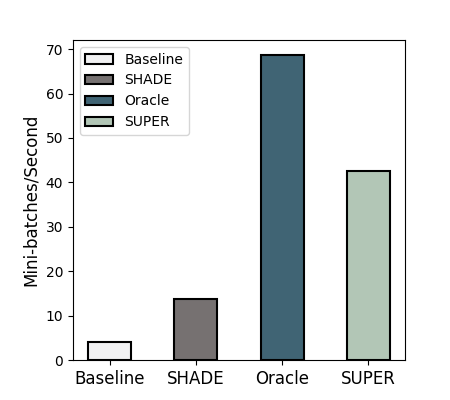 70
60
50
40
30
20
10
0
Mini-batches/Second
Baseline
SHADE
Oracle
SUPER
Baseline SHADE Oracle SUPER